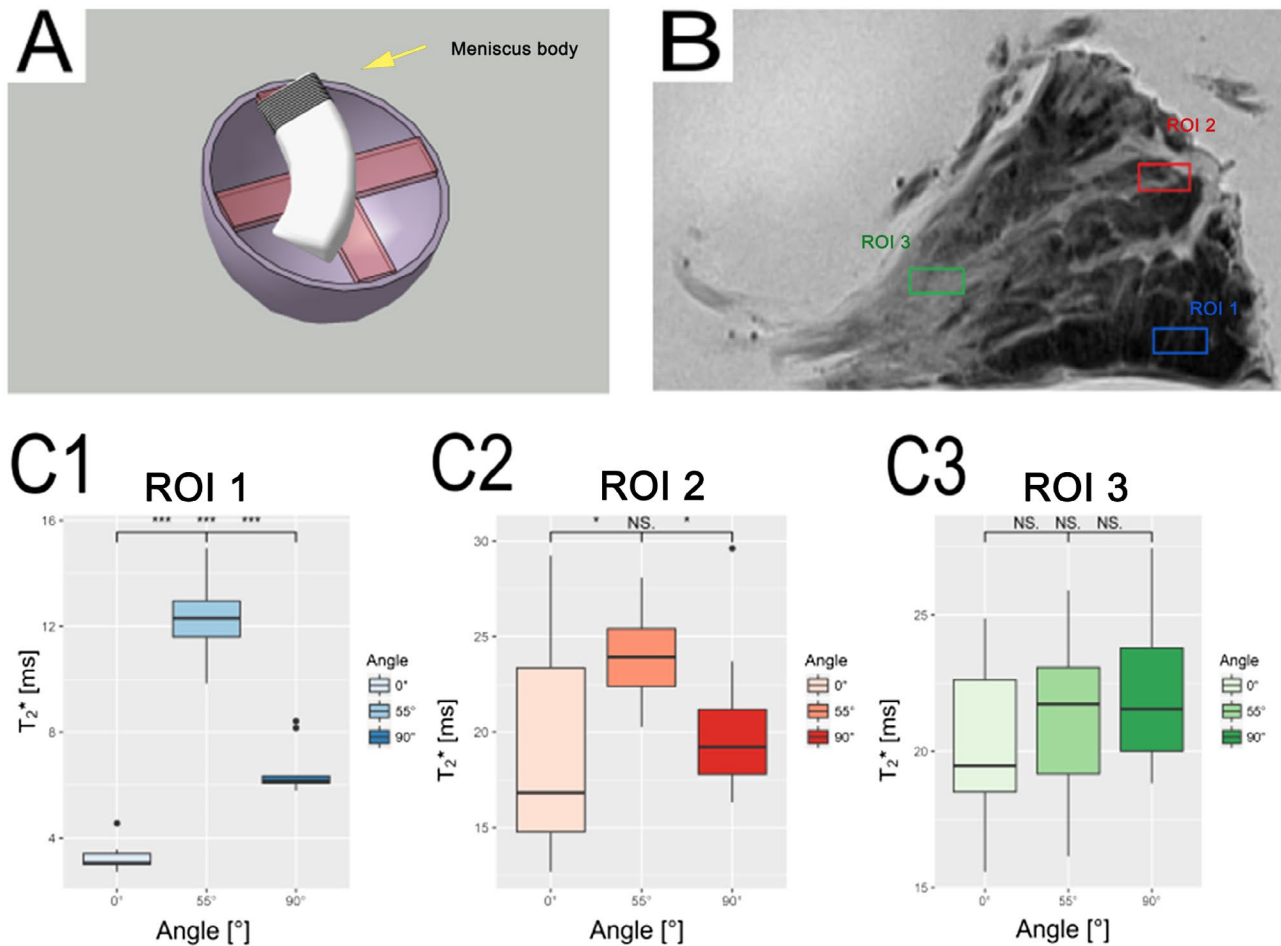 A
Meniscus body
B
ROI 2
ROI 3
ROI 1
C1
ROI 1
*** *** ***
16
12
8
4
T2* [ms]
0° 55° 90°
Angle [°]
Angle
0°
55°
90°
C2
ROI 2
* NS. *
30
25
20
15
T2* [ms]
0° 55° 90°
Angle [°]
Angle
0°
55°
90°
C3
ROI 3
NS. NS. NS.
25
20
15
T2* [ms]
0° 55° 90°
Angle [°]
Angle
0°
55°
90°